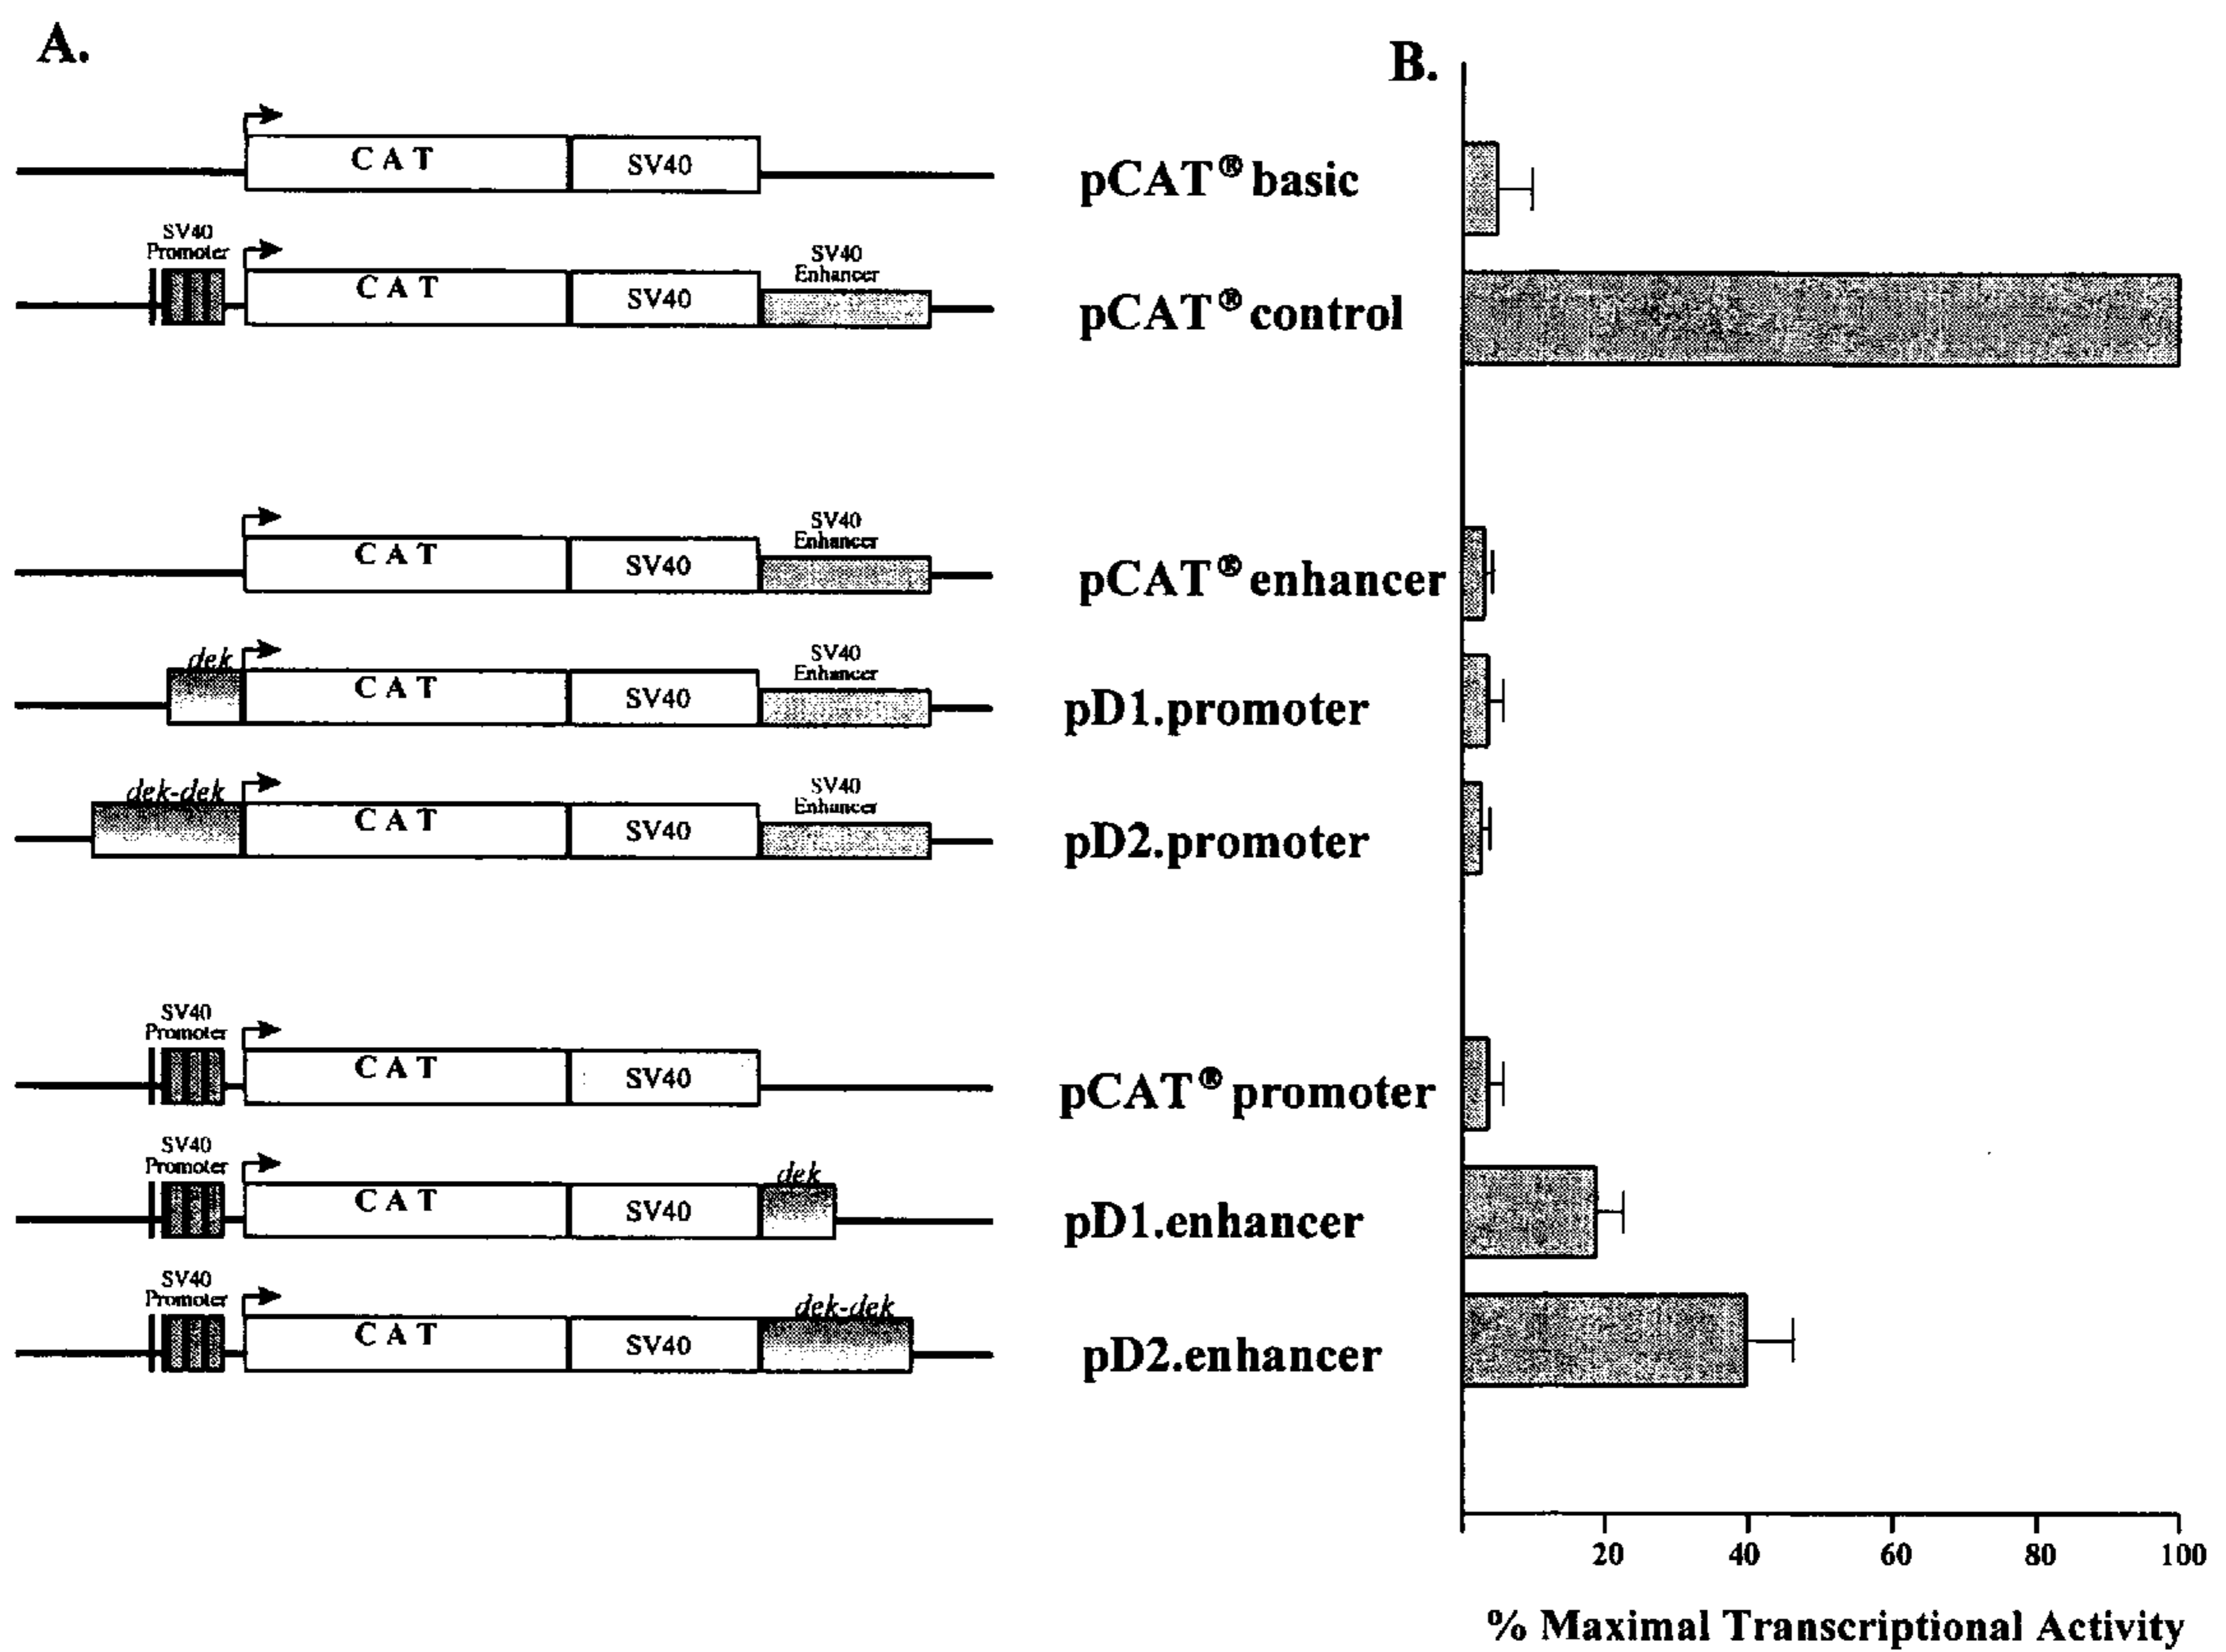 A.
B.
CAT SV40
pCAT® basic
SV40
Promoter
SV40
Enhancer
CAT SV40
pCAT® control
SV40
Enhancer
CAT SV40
pCAT® enhancer
dek
SV40
Enhancer
CAT SV40
pD1.promoter
dek-dek
SV40
Enhancer
CAT SV40
pD2.promoter
SV40
Promoter
CAT SV40
pCAT® promoter
SV40
Promoter
dek
CAT SV40
pD1.enhancer
SV40
Promoter
dek-dek
CAT SV40
pD2.enhancer
20 40 60 80 100
% Maximal Transcriptional Activity